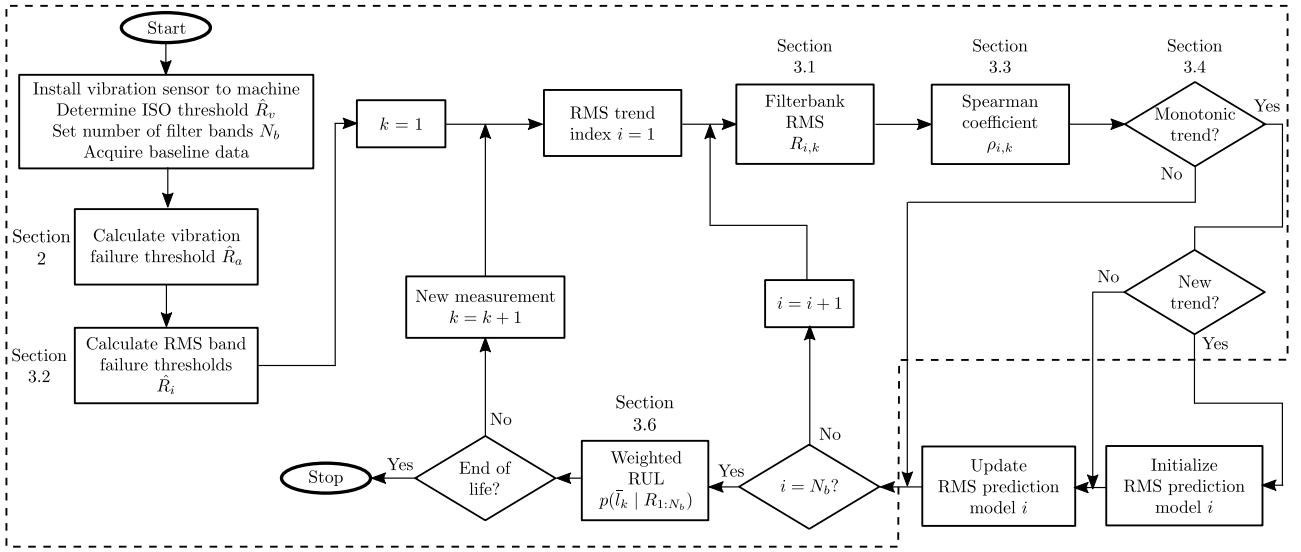 Start
Install vibration sensor to machine
Determine ISO threshold R̂_v
Set number of filter bands N_b
Acquire baseline data
Section
2
Calculate vibration
failure threshold R̂_a
Section
3.2
Calculate RMS band
failure thresholds
R̂_i
k = 1
New measurement
k = k + 1
RMS trend
index i = 1
Section
3.1
Filterbank
RMS
R_{i,k}
Section
3.3
Spearman
coefficient
ρ_{i,k}
Section
3.4
Monotonic
trend?
Yes
No
New
trend?
No
Yes
Initialize
RMS prediction
model i
Update
RMS prediction
model i
i = N_b?
No
i = i + 1
Yes
Section
3.6
Weighted
RUL
p(l̄_k | R_{1:N_b})
End of
life?
No
Yes
Stop